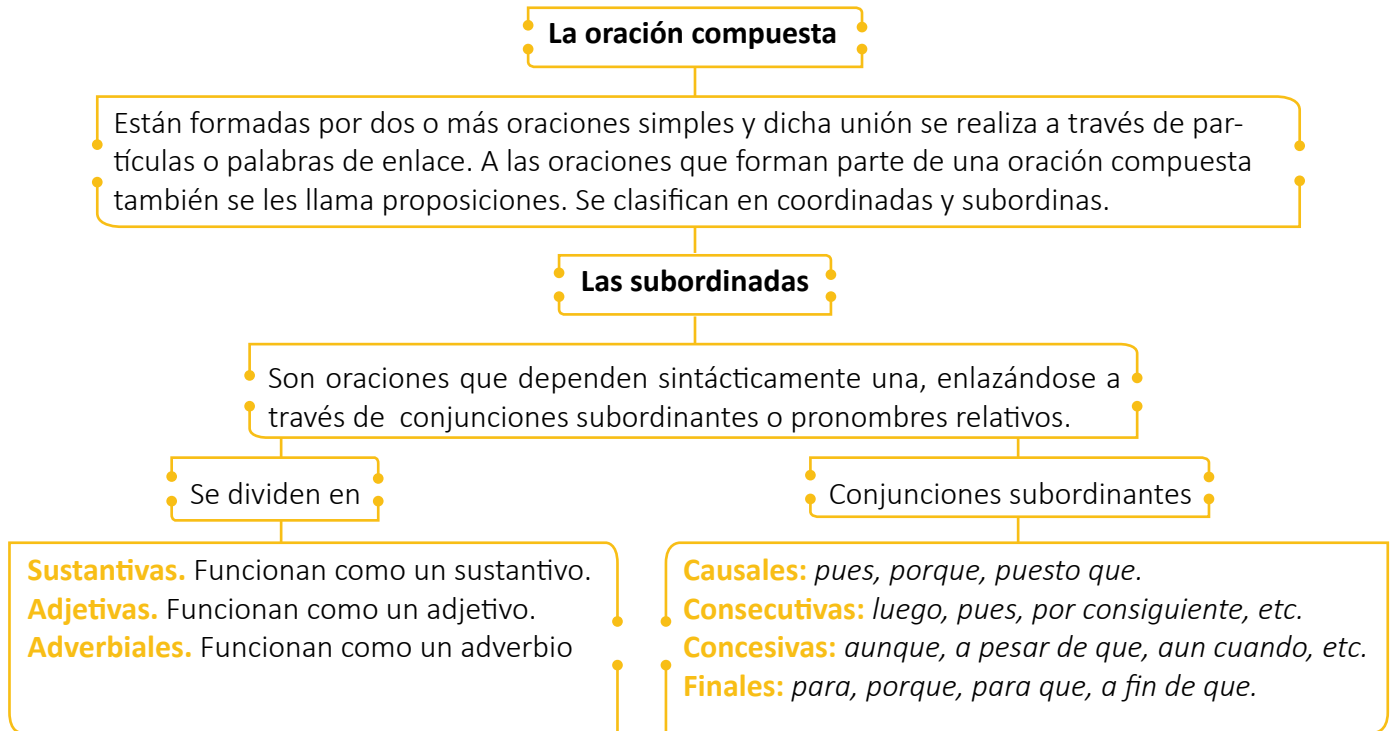 La oración compuesta
Están formadas por dos o más oraciones simples y dicha unión se realiza a través de par-
tículas o palabras de enlace. A las oraciones que forman parte de una oración compuesta
también se les llama proposiciones. Se clasifican en coordinadas y subordinas.
Las subordinadas
Son oraciones que dependen sintácticamente una, enlazándose a
través de conjunciones subordinantes o pronombres relativos.
Se dividen en
Sustantivas. Funcionan como un sustantivo.
Adjetivas. Funcionan como un adjetivo.
Adverbiales. Funcionan como un adverbio
Conjunciones subordinantes
Causales: pues, porque, puesto que.
Consecutivas: luego, pues, por consiguiente, etc.
Concesivas: aunque, a pesar de que, aun cuando, etc.
Finales: para, porque, para que, a fin de que.